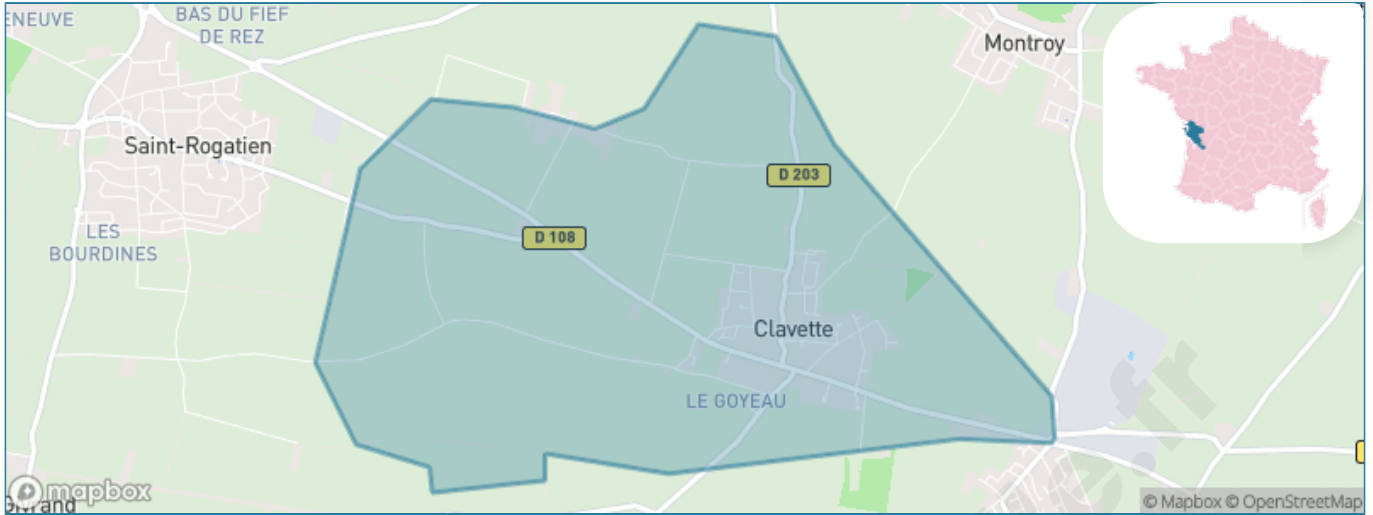 ENEUVE
BAS DU FIEF
DE REZ
Montroy
Saint-Rogatien
D 203
LES
BOURDINES
D 108
Clavette
LE GOYEAU
mapbox
© Mapbox © OpenStreetMap
e.fr